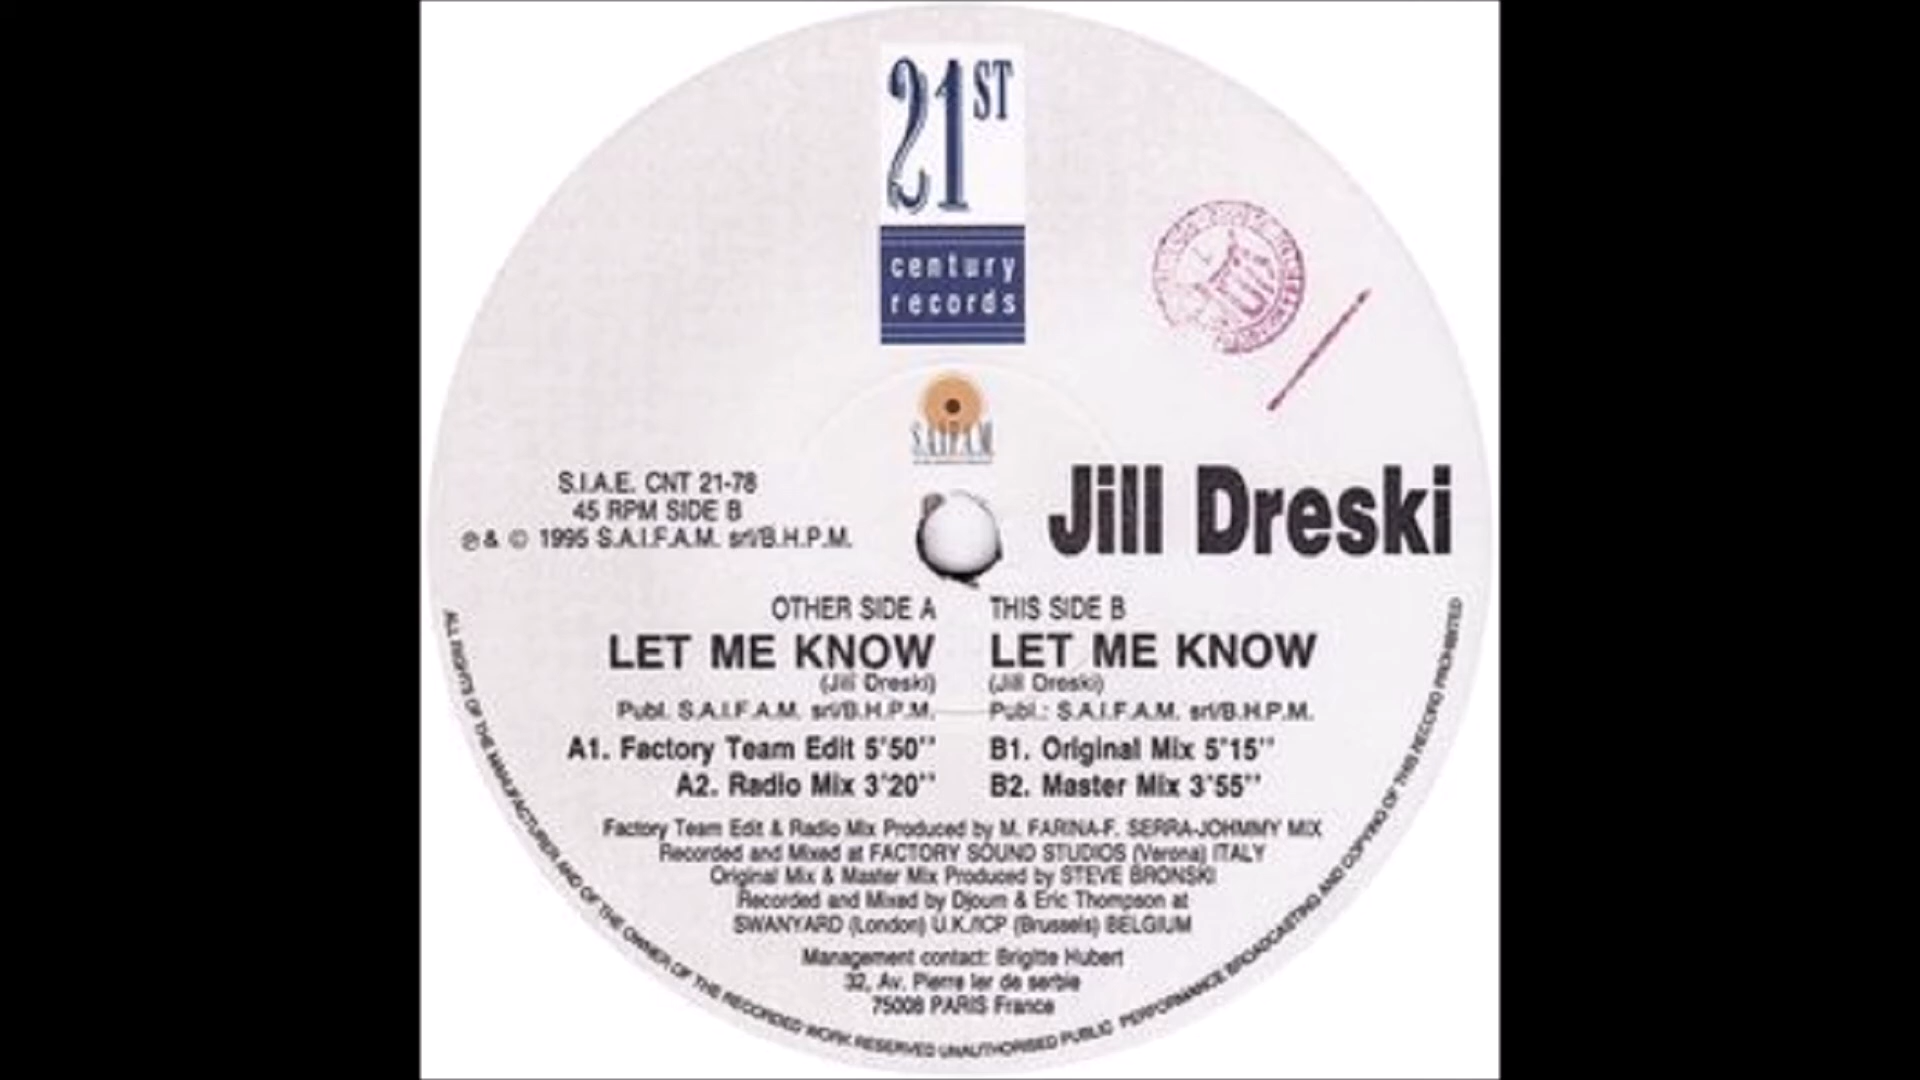 21ST
century
records
S.A.I.F.A.M.
S.I.A.E. CNT 21-78
45 RPM SIDE B
℗ & © 1995 S.A.I.F.A.M. srl/B.H.P.M.
Jill Dreski
OTHER SIDE A
LET ME KNOW
(Jill Dreski)
Publ. S.A.I.F.A.M. srl/B.H.P.M.
A1. Factory Team Edit 5'50''
A2. Radio Mix 3'20''
THIS SIDE B
LET ME KNOW
(Jill Dreski)
Publ.: S.A.I.F.A.M. srl/B.H.P.M.
B1. Original Mix 5'15''
B2. Master Mix 3'55''
Factory Team Edit & Radio Mix Produced by M. FARINA-F. SERRA-JOHMMY MIX
Recorded and Mixed at FACTORY SOUND STUDIOS (Verona) ITALY
Original Mix & Master Mix Produced by STEVE BRONSKI
Recorded and Mixed by Djoum & Eric Thompson at
SWANYARD (London) U.K./ICP (Brussels) BELGIUM
Management contact: Brigitte Hubert
32, Av. Pierre Ier de serbie
75008 PARIS France
ALL RIGHTS OF THE MANUFACTURER AND OF THE OWNER OF THE RECORDED WORK RESERVED UNAUTHORISED PUBLIC PERFORMANCE BROADCASTING AND COPYING OF THIS RECORD PROHIBITED